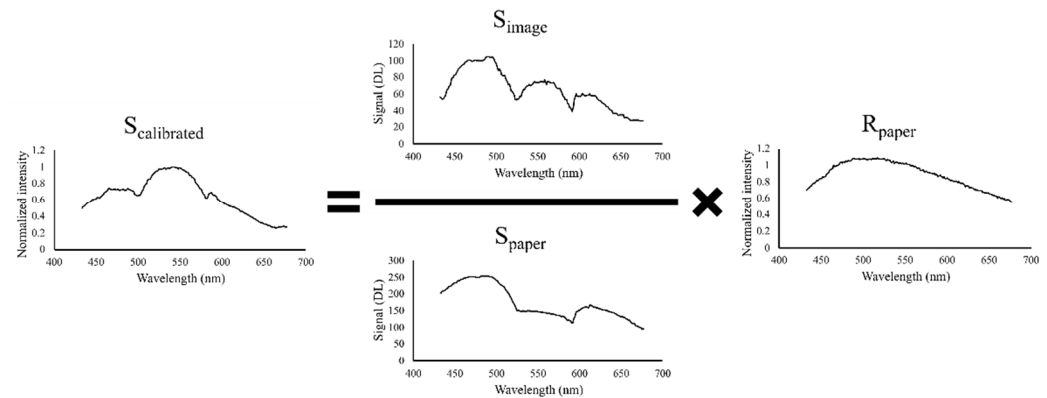 S_image
120
100
80
60
40
20
0
Signal (DL)
400 450 500 550 600 650 700
Wavelength (nm)
S_calibrated
1.2
1
0.8
0.6
0.4
0.2
0
Normalized intensity
400 450 500 550 600 650 700
Wavelength (nm)
=
×
R_paper
1.2
1
0.8
0.6
0.4
0.2
0
Normalized intensity
400 450 500 550 600 650 700
Wavelength (nm)
S_paper
300
250
200
150
100
50
0
Signal (DL)
400 450 500 550 600 650 700
Wavelength (nm)